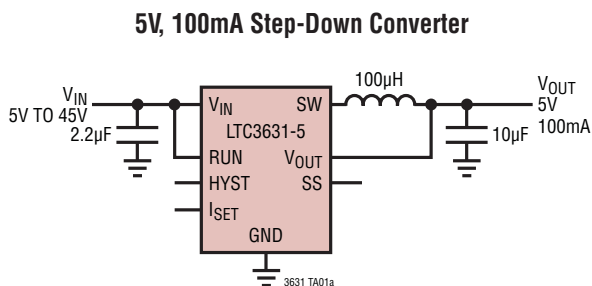 5V, 100mA Step-Down Converter
VIN
5V TO 45V
2.2µF
VIN
SW
LTC3631-5
RUN
VOUT
HYST
SS
ISET
GND
100µH
10µF
VOUT
5V
100mA
3631 TA01a